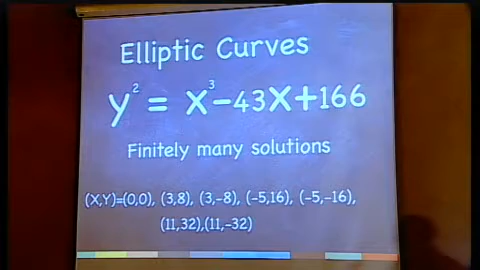 Elliptic Curves
y² = x³-43x+166
Finitely many solutions
(X,Y)=(0,0), (3,8), (3,-8), (-5,16), (-5,-16),
(11,32),(11,-32)